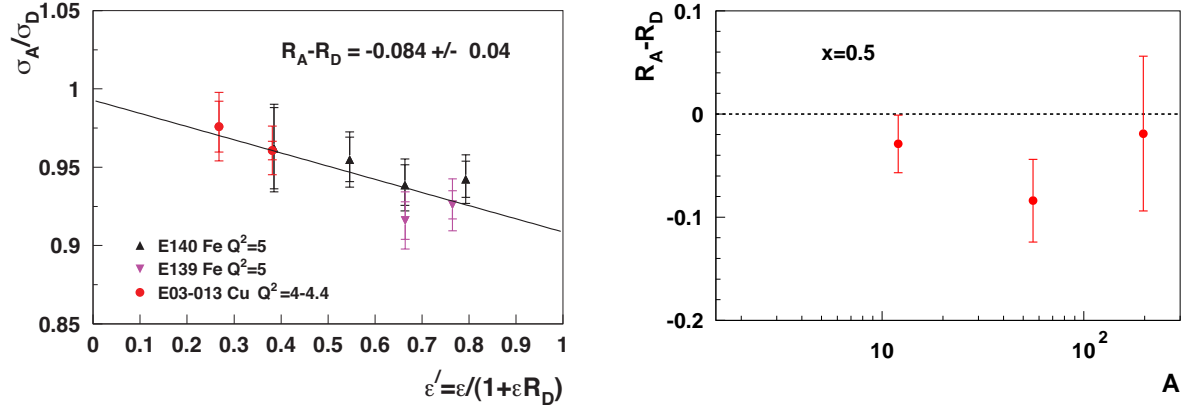 σ_A/σ_D
1.05
1
0.95
0.9
0.85
R_A-R_D = -0.084 +/- 0.04
E140 Fe Q²=5
E139 Fe Q²=5
E03-013 Cu Q²=4-4.4
0 0.1 0.2 0.3 0.4 0.5 0.6 0.7 0.8 0.9 1
ε′=ε/(1+εR_D)
R_A-R_D
0.1
0
-0.1
-0.2
x=0.5
10 10²
A